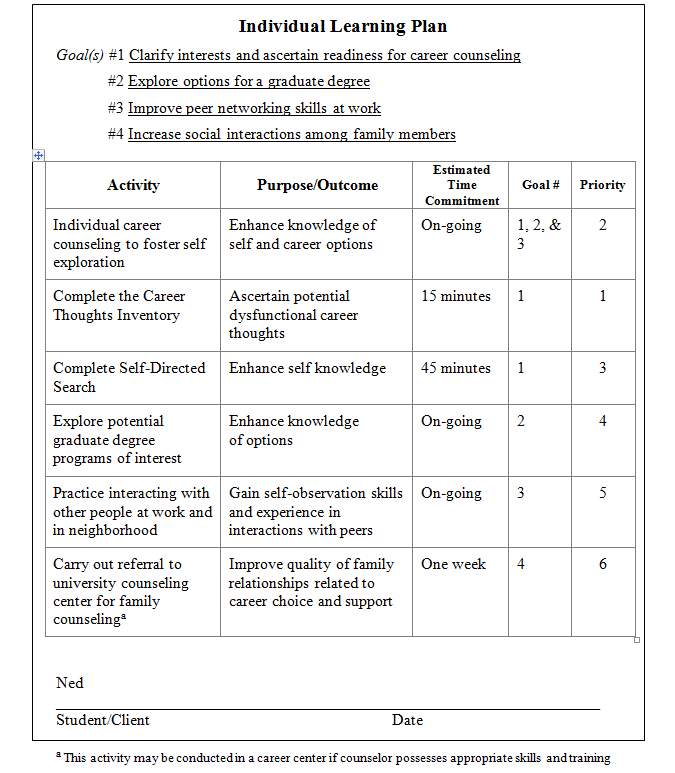 Individual Learning Plan
Goal(s) #1 Clarify interests and ascertain readiness for career counseling
#2 Explore options for a graduate degree
#3 Improve peer networking skills at work
#4 Increase social interactions among family members
Activity
Purpose/Outcome
Estimated
Time
Commitment
Goal #
Priority
Individual career
counseling to foster self
exploration
Enhance knowledge of
self and career options
On-going
1, 2, &
3
2
Complete the Career
Thoughts Inventory
Ascertain potential
dysfunctional career
thoughts
15 minutes
1
1
Complete Self-Directed
Search
Enhance self knowledge
45 minutes
1
3
Explore potential
graduate degree
programs of interest
Enhance knowledge
of options
On-going
2
4
Practice interacting with
other people at work and
in neighborhood
Gain self-observation skills
and experience in
interactions with peers
On-going
3
5
Carry out referral to
university counseling
center for family
counselingª
Improve quality of family
relationships related to
career choice and support
One week
4
6
Ned
Student/Client Date
ª This activity may be conducted in a career center if counselor possesses appropriate skills and training